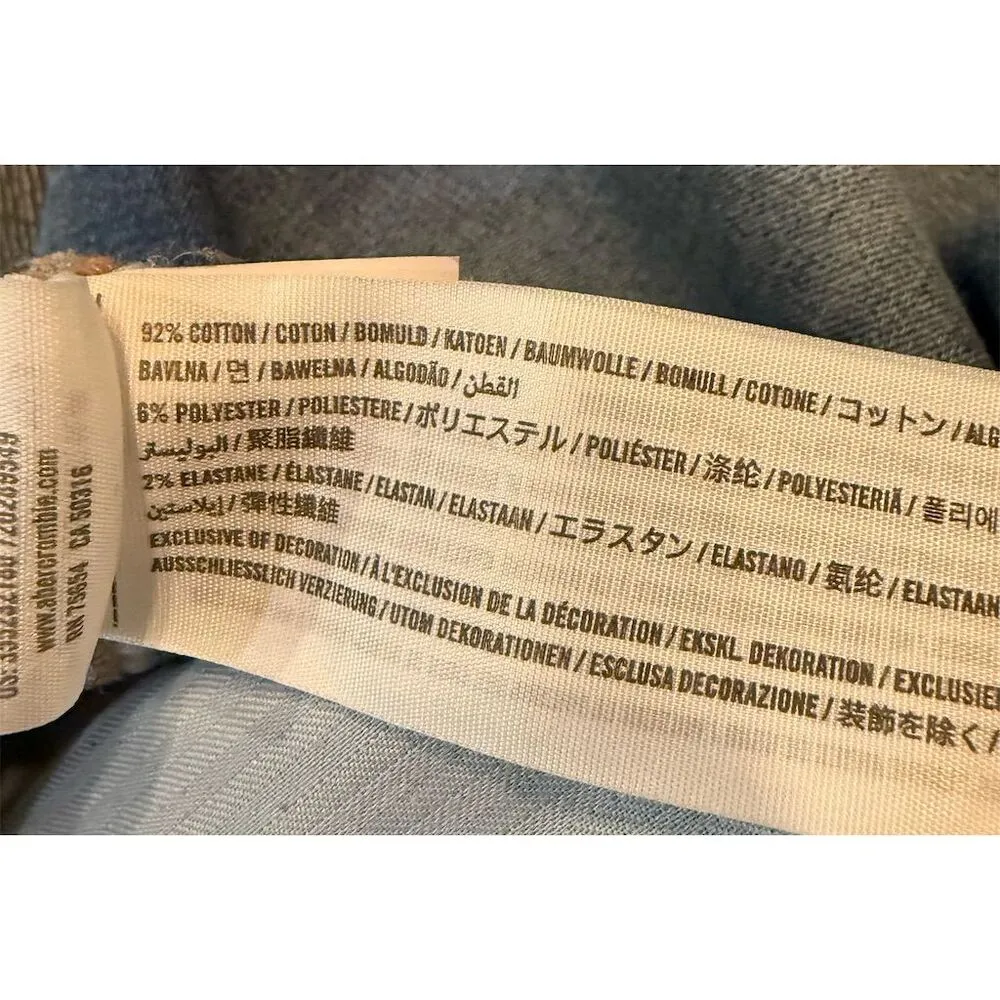 92% COTTON / COTON / BOMULD / KATOEN / BAUMWOLLE / BOMULL / COTONE / コットン / ALG
BAVLNA / 면 / BAWEŁNA / ALGODÃO / القطن
6% POLYESTER / POLIESTERE / ポリエステル / POLIÉSTER / 涤纶 / POLYESTERIÄ / 폴리에
البوليستر / 聚脂纖維
2% ELASTANE / ÉLASTANE / ELASTAN / ELASTAAN / エラスタン / ELASTANO / 氨纶 / ELASTAAN
إيلاستين / 彈性纖維
EXCLUSIVE OF DECORATION / À L'EXCLUSION DE LA DÉCORATION / EKSKL. DEKORATION / EXCLUSIE
AUSSCHLIESSLICH VERZIERUNG / UTOM DEKORATIONEN / ESCLUSA DECORAZIONE / 装飾を除く /
www.abercrombie.com
RN 75654 CA 50316